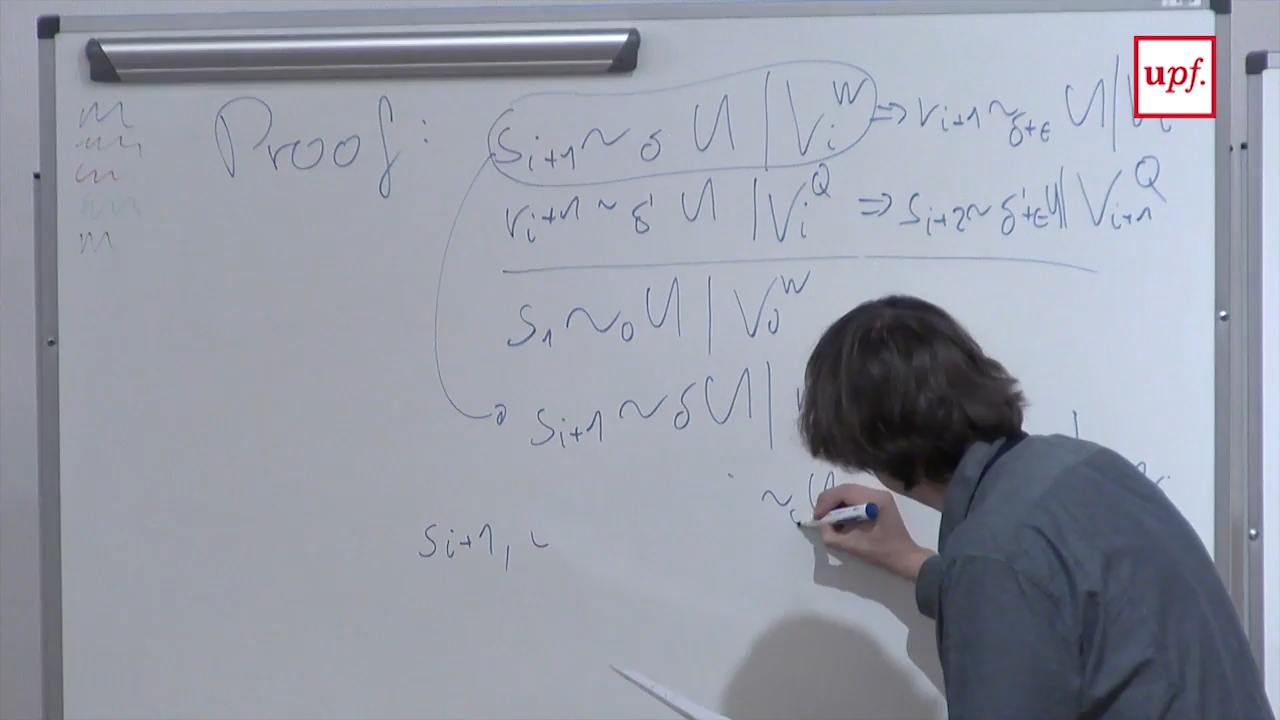 upf.
Proof: S_{i+1} ~_δ U | V_i^W ⇒ r_{i+1} ~_{δ+ε} U | V_i
r_{i+1} ~_{δ'} U | V_i^Q ⇒ S_{i+2} ~_{δ'+ε} U | V_{i+1}^Q
S_1 ~_0 U | V_0^W
S_{i+1} ~_δ U |
~
S_{i+1},